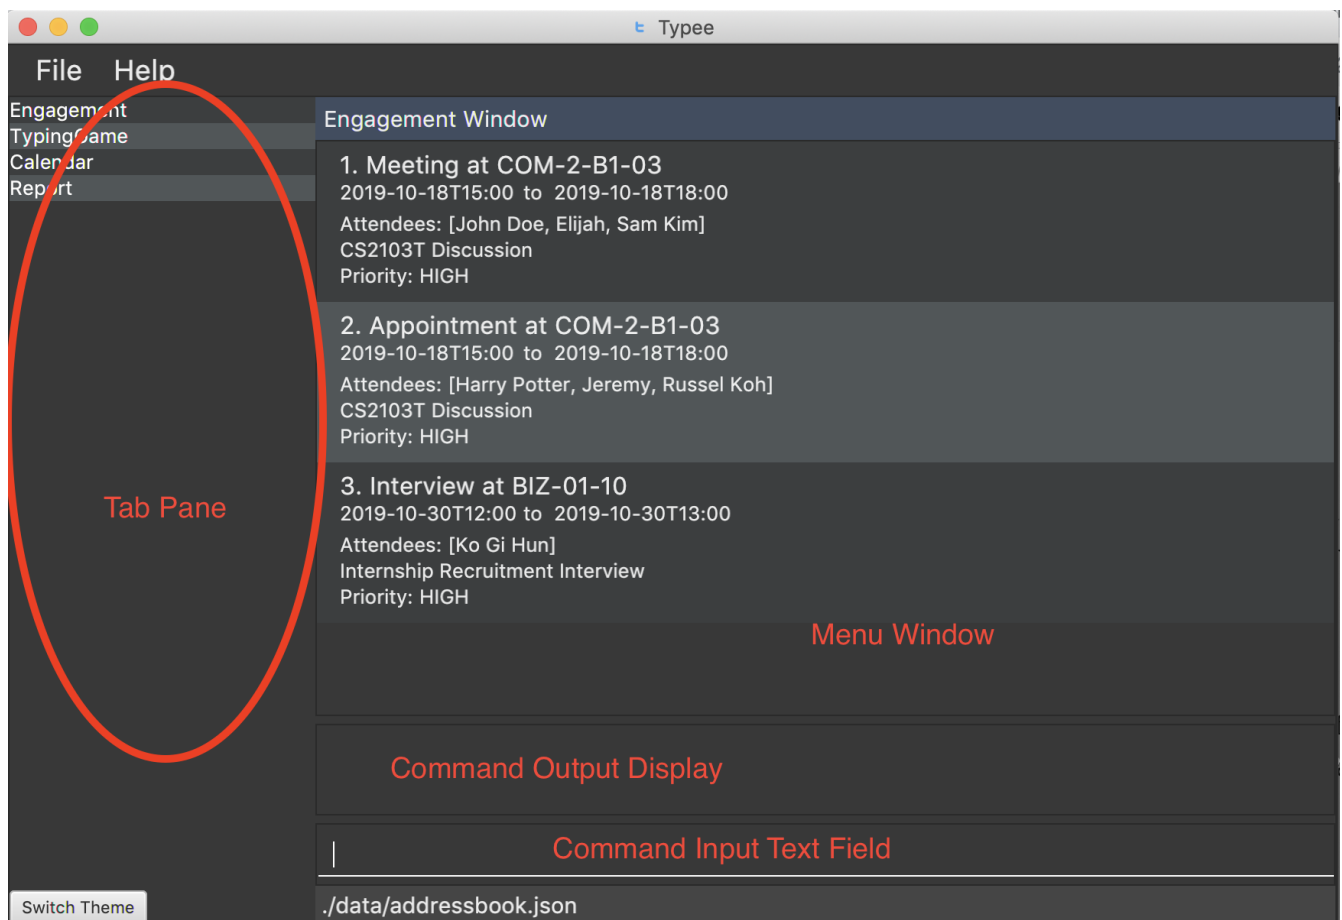 Typee
File Help
Engagement
TypingGame
Calendar
Report
Engagement Window
1. Meeting at COM-2-B1-03
2019-10-18T15:00 to 2019-10-18T18:00
Attendees: [John Doe, Elijah, Sam Kim]
CS2103T Discussion
Priority: HIGH
2. Appointment at COM-2-B1-03
2019-10-18T15:00 to 2019-10-18T18:00
Attendees: [Harry Potter, Jeremy, Russel Koh]
CS2103T Discussion
Priority: HIGH
3. Interview at BIZ-01-10
2019-10-30T12:00 to 2019-10-30T13:00
Attendees: [Ko Gi Hun]
Internship Recruitment Interview
Priority: HIGH
Tab Pane
Menu Window
Command Output Display
Command Input Text Field
Switch Theme
./data/addressbook.json